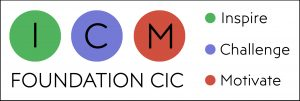 I C M
FOUNDATION CIC
Inspire
Challenge
Motivate